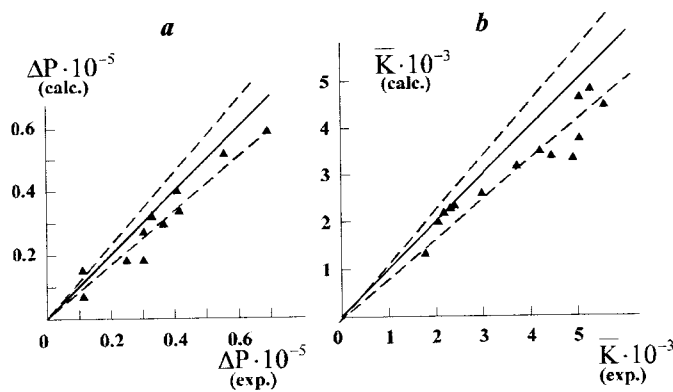 a
ΔP · 10⁻⁵
(calc.)
0.6
0.4
0.2
0 0.2 0.4 0.6
ΔP · 10⁻⁵
(exp.)
b
K̅ · 10⁻³
(calc.)
5
4
3
2
1
0 1 2 3 4 5
K̅ · 10⁻³
(exp.)